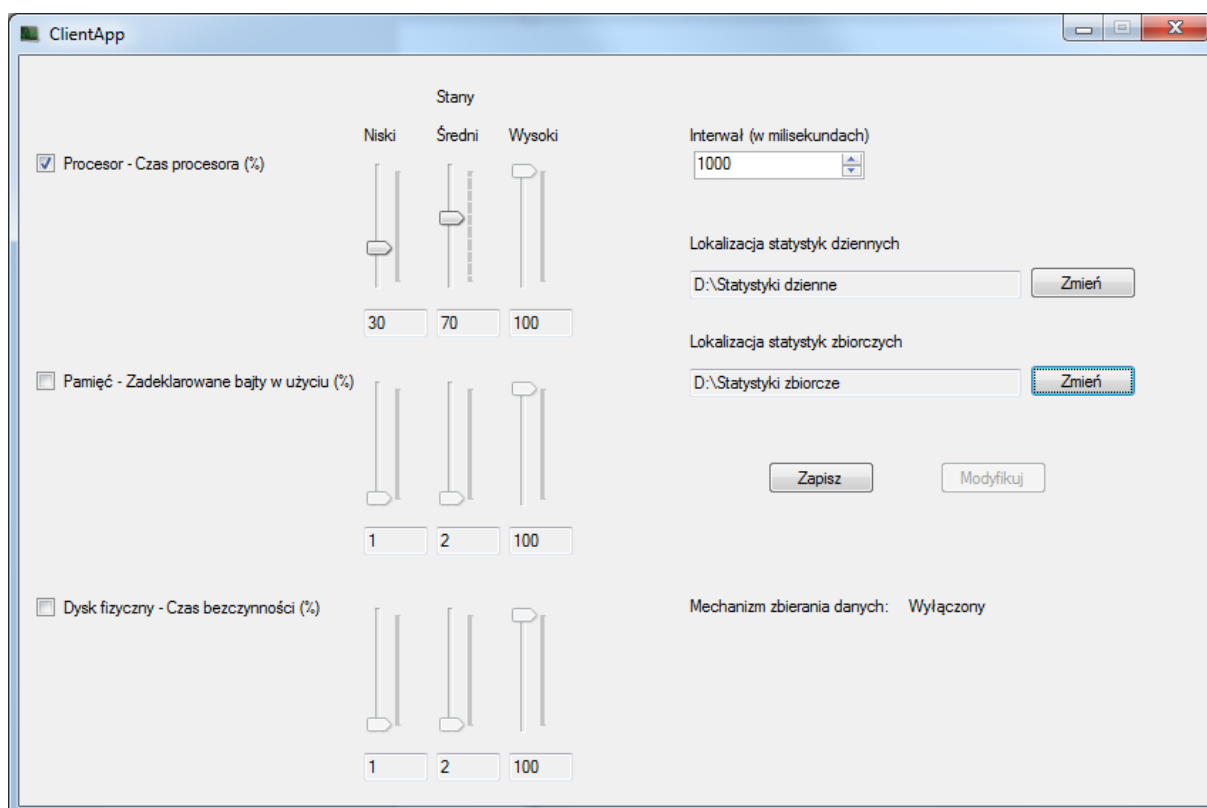 ClientApp
Stany
Niski Średni Wysoki
Procesor - Czas procesora (%)
30 70 100
Pamięć - Zadeklarowane bajty w użyciu (%)
1 2 100
Dysk fizyczny - Czas bezczynności (%)
1 2 100
Interwał (w milisekundach)
1000
Lokalizacja statystyk dziennych
D:\Statystyki dzienne Zmień
Lokalizacja statystyk zbiorczych
D:\Statystyki zbiorcze Zmień
Zapisz Modyfikuj
Mechanizm zbierania danych: Wyłączony